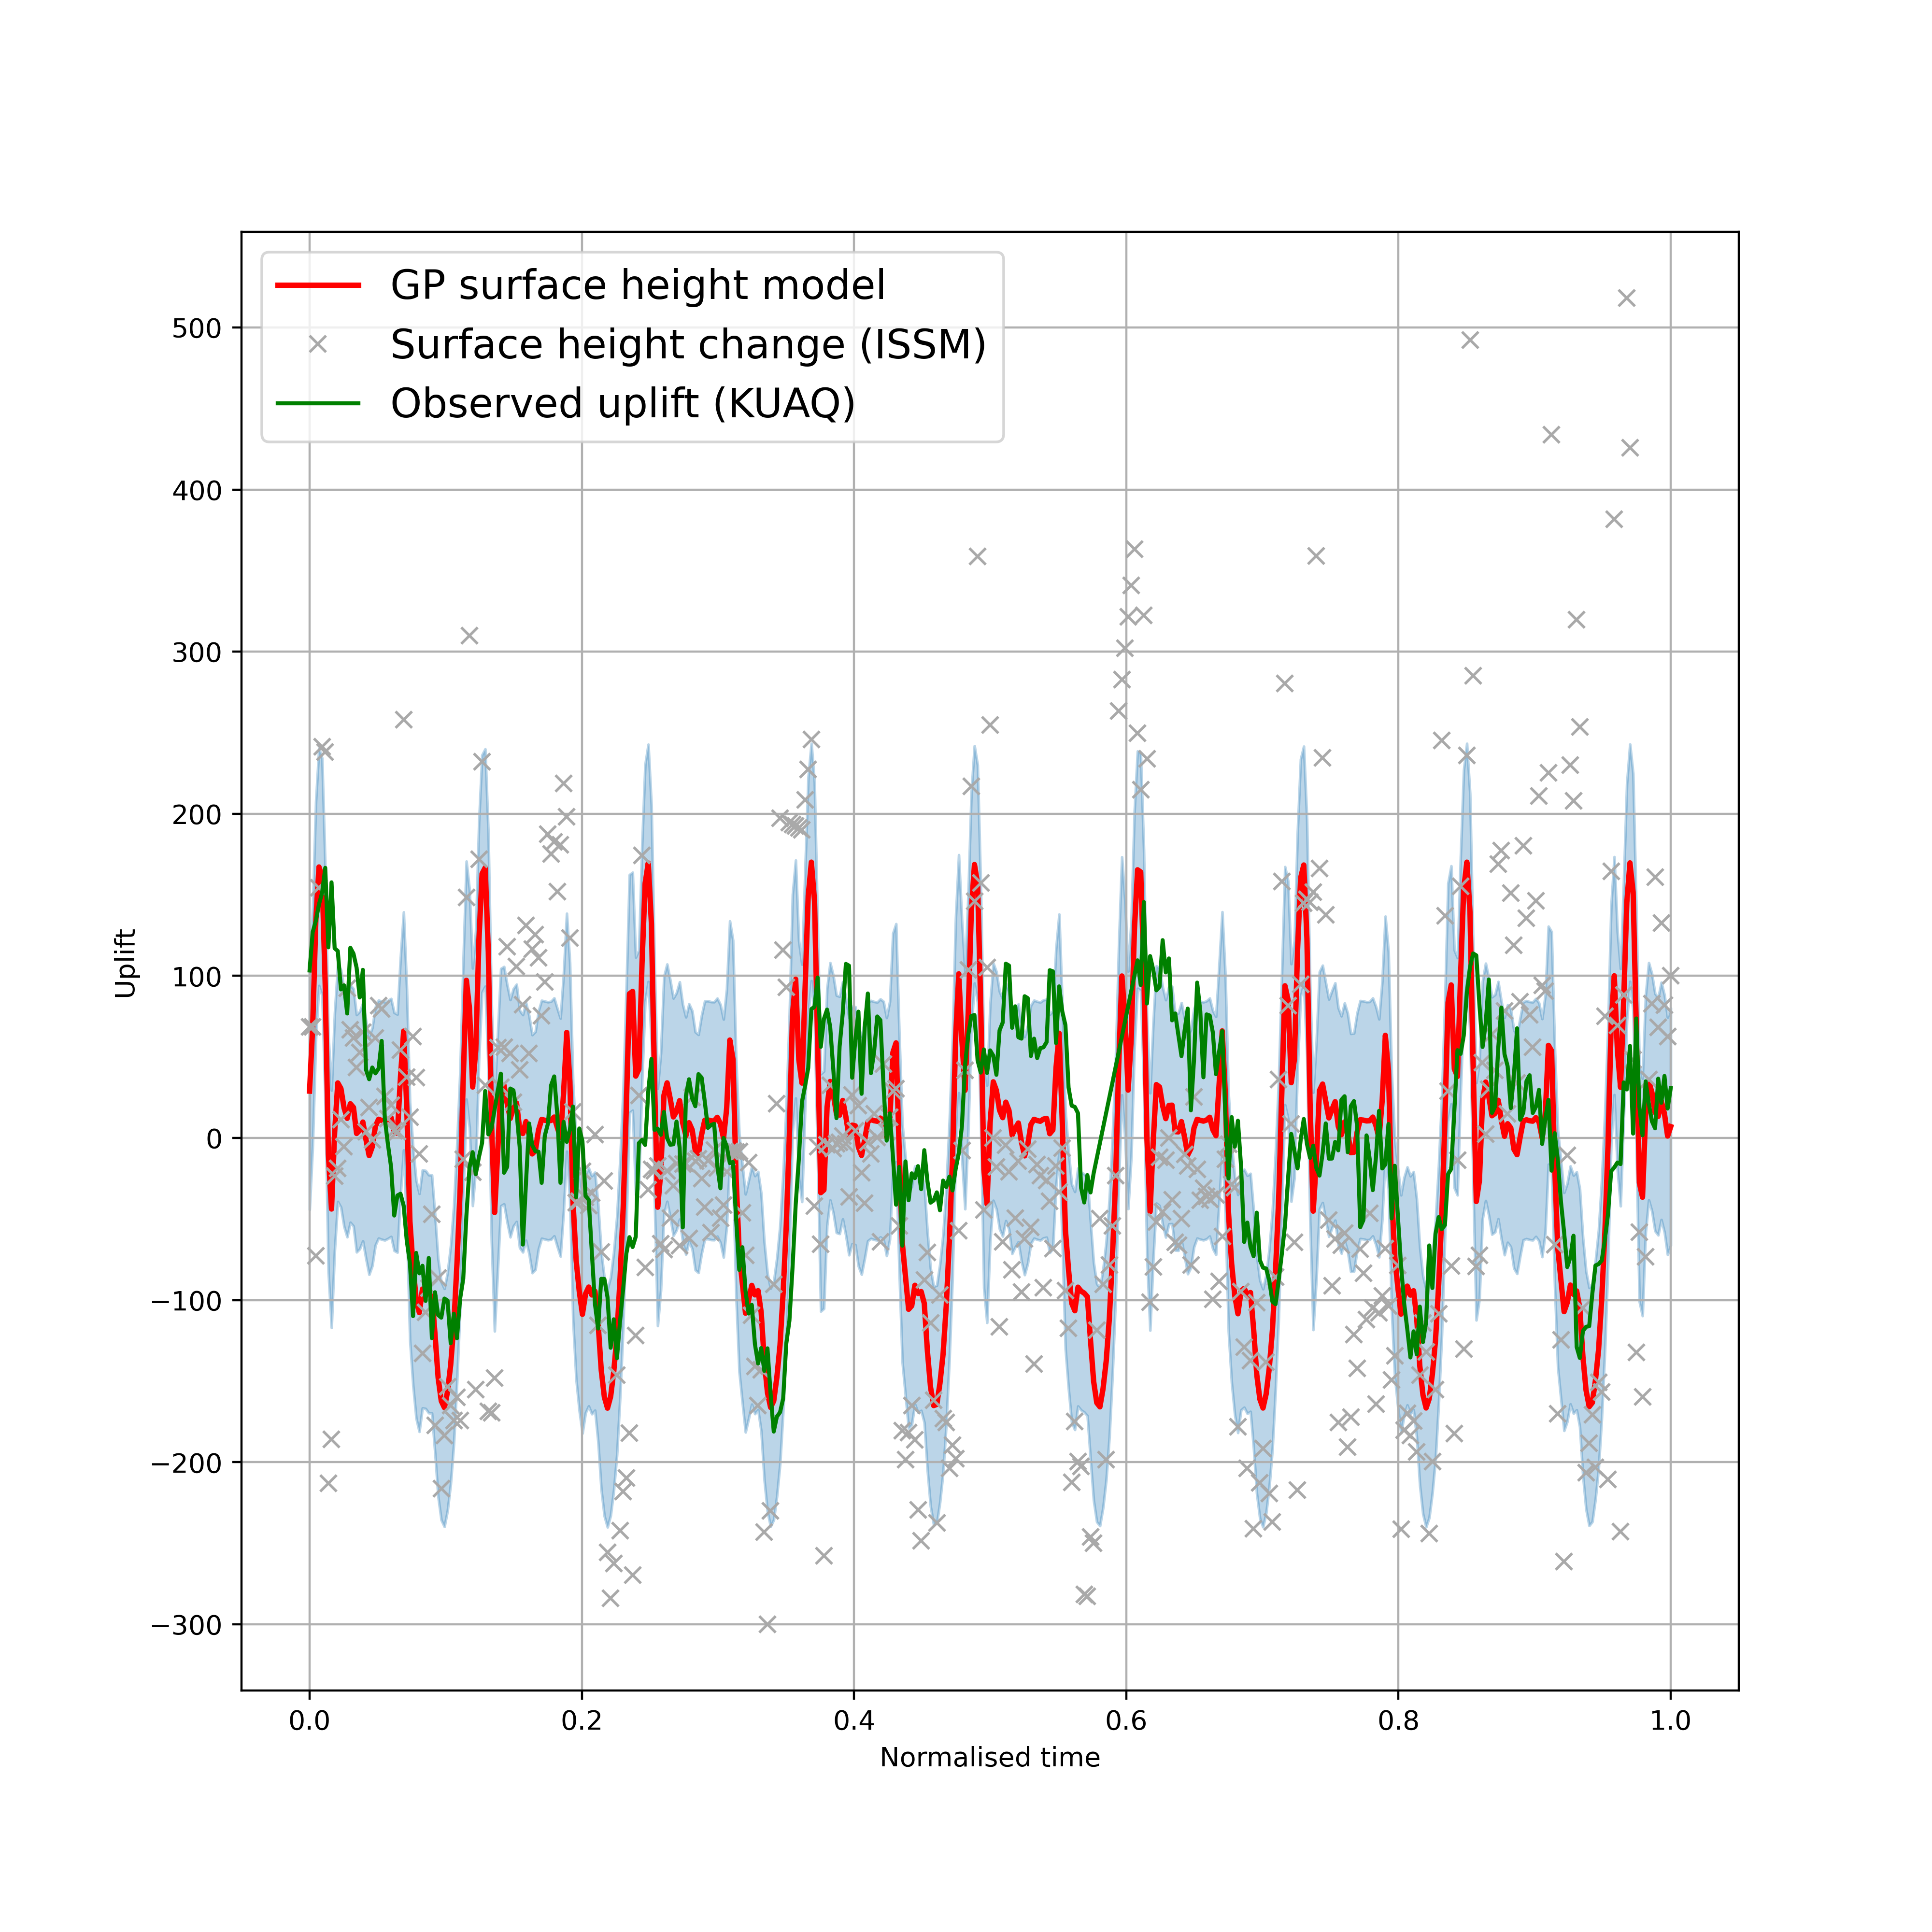 GP surface height model
Surface height change (ISSM)
Observed uplift (KUAQ)
500
400
300
200
100
0
−100
−200
−300
Uplift
0.0 0.2 0.4 0.6 0.8 1.0
Normalised time